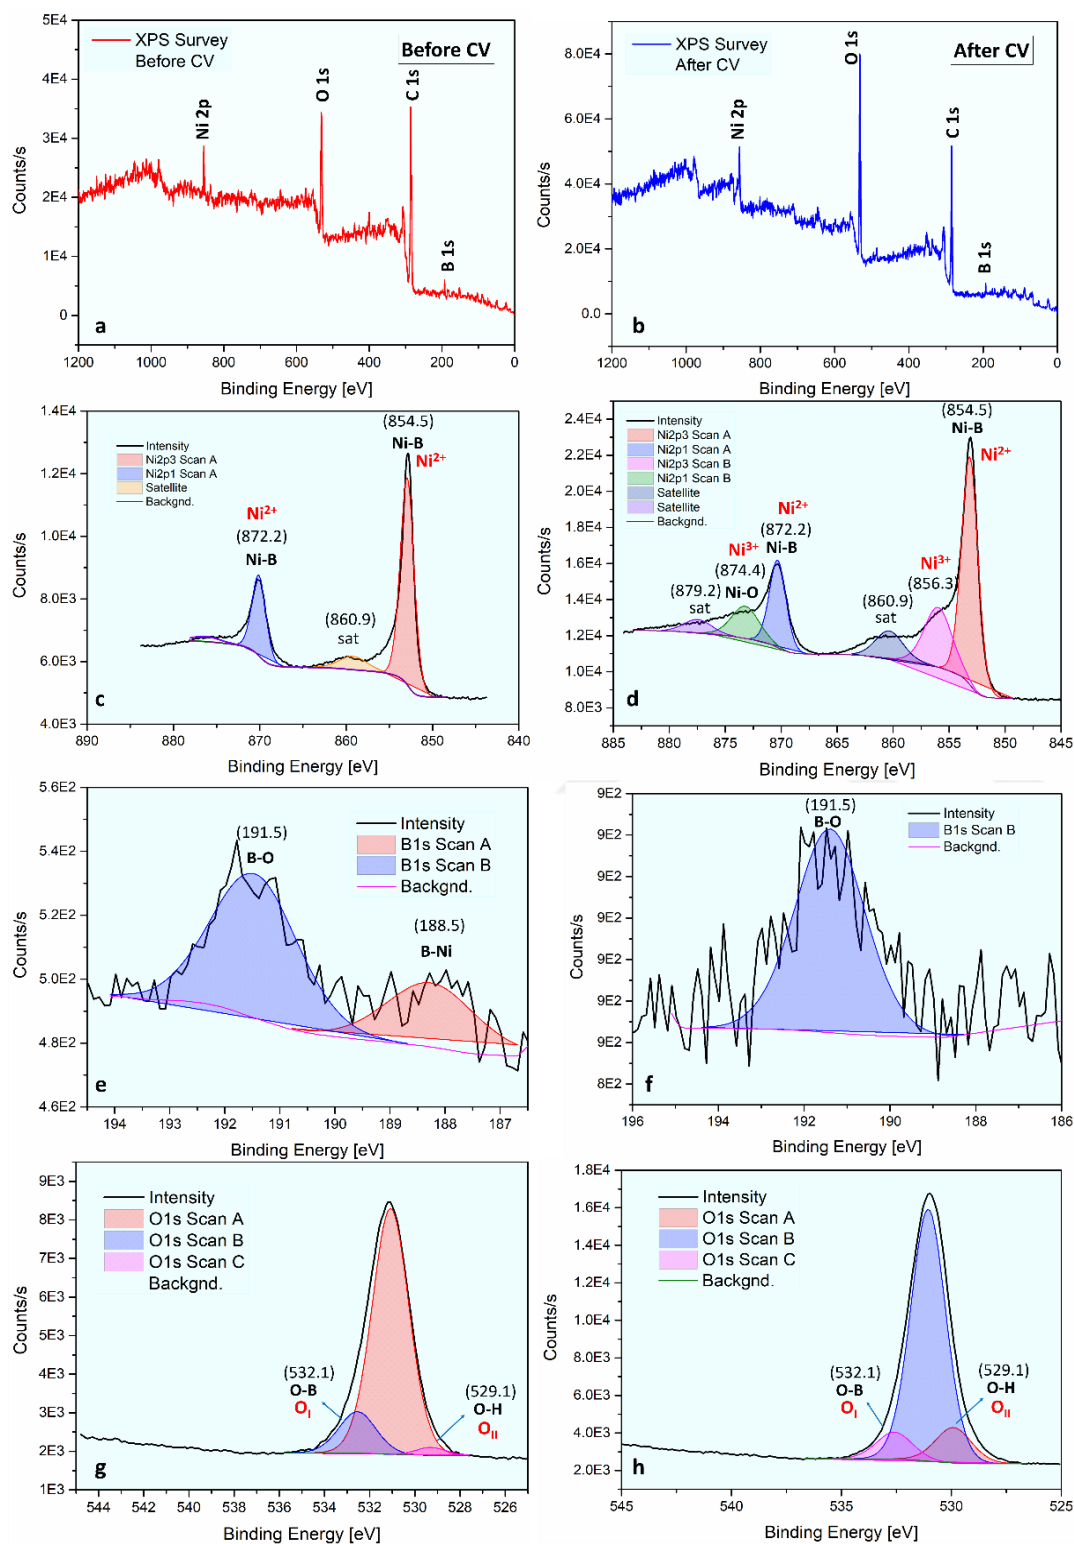 5E4
4E4
3E4
2E4
1E4
0
Counts/s
XPS Survey
Before CV
Before CV
Ni 2p
O 1s
C 1s
B 1s
a
1200 1000 800 600 400 200 0
Binding Energy [eV]
8.0E4
6.0E4
4.0E4
2.0E4
0.0
Counts/s
XPS Survey
After CV
After CV
Ni 2p
O 1s
C 1s
B 1s
b
1200 1000 800 600 400 200 0
Binding Energy [eV]
1.4E4
1.2E4
1.0E4
8.0E3
6.0E3
4.0E3
Counts/s
Intensity
Ni2p3 Scan A
Ni2p1 Scan A
Satellite
Backgnd.
(854.5)
Ni-B
Ni2+
Ni2+
(872.2)
Ni-B
(860.9)
sat
c
890 880 870 860 850 840
Binding Energy [eV]
2.4E4
2.2E4
2.0E4
1.8E4
1.6E4
1.4E4
1.2E4
1.0E4
8.0E3
Counts/s
Intensity
Ni2p3 Scan A
Ni2p1 Scan A
Ni2p3 Scan B
Ni2p1 Scan B
Satellite
Satellite
Backgnd.
(854.5)
Ni-B
Ni2+
Ni2+
(872.2)
Ni-B
Ni3+
(874.4)
Ni-O
(879.2)
sat
Ni3+
(856.3)
(860.9)
sat
d
885 880 875 870 865 860 855 850 845
Binding Energy [eV]
5.6E2
5.4E2
5.2E2
5.0E2
4.8E2
4.6E2
Counts/s
Intensity
B1s Scan A
B1s Scan B
Backgnd.
(191.5)
B-O
(188.5)
B-Ni
e
194 193 192 191 190 189 188 187
Binding Energy [eV]
9E2
9E2
9E2
9E2
9E2
9E2
9E2
8E2
Counts/s
Intensity
B1s Scan B
Backgnd.
(191.5)
B-O
f
196 194 192 190 188 186
Binding Energy [eV]
9E3
8E3
7E3
6E3
5E3
4E3
3E3
2E3
1E3
Counts/s
Intensity
O1s Scan A
O1s Scan B
O1s Scan C
Backgnd.
(532.1)
O-B
OI
(529.1)
O-H
OII
g
544 542 540 538 536 534 532 530 528 526
Binding Energy [eV]
1.8E4
1.6E4
1.4E4
1.2E4
1.0E4
8.0E3
6.0E3
4.0E3
2.0E3
Counts/s
Intensity
O1s Scan A
O1s Scan B
O1s Scan C
Backgnd.
(532.1)
O-B
OI
(529.1)
O-H
OII
h
545 540 535 530 525
Binding Energy [eV]